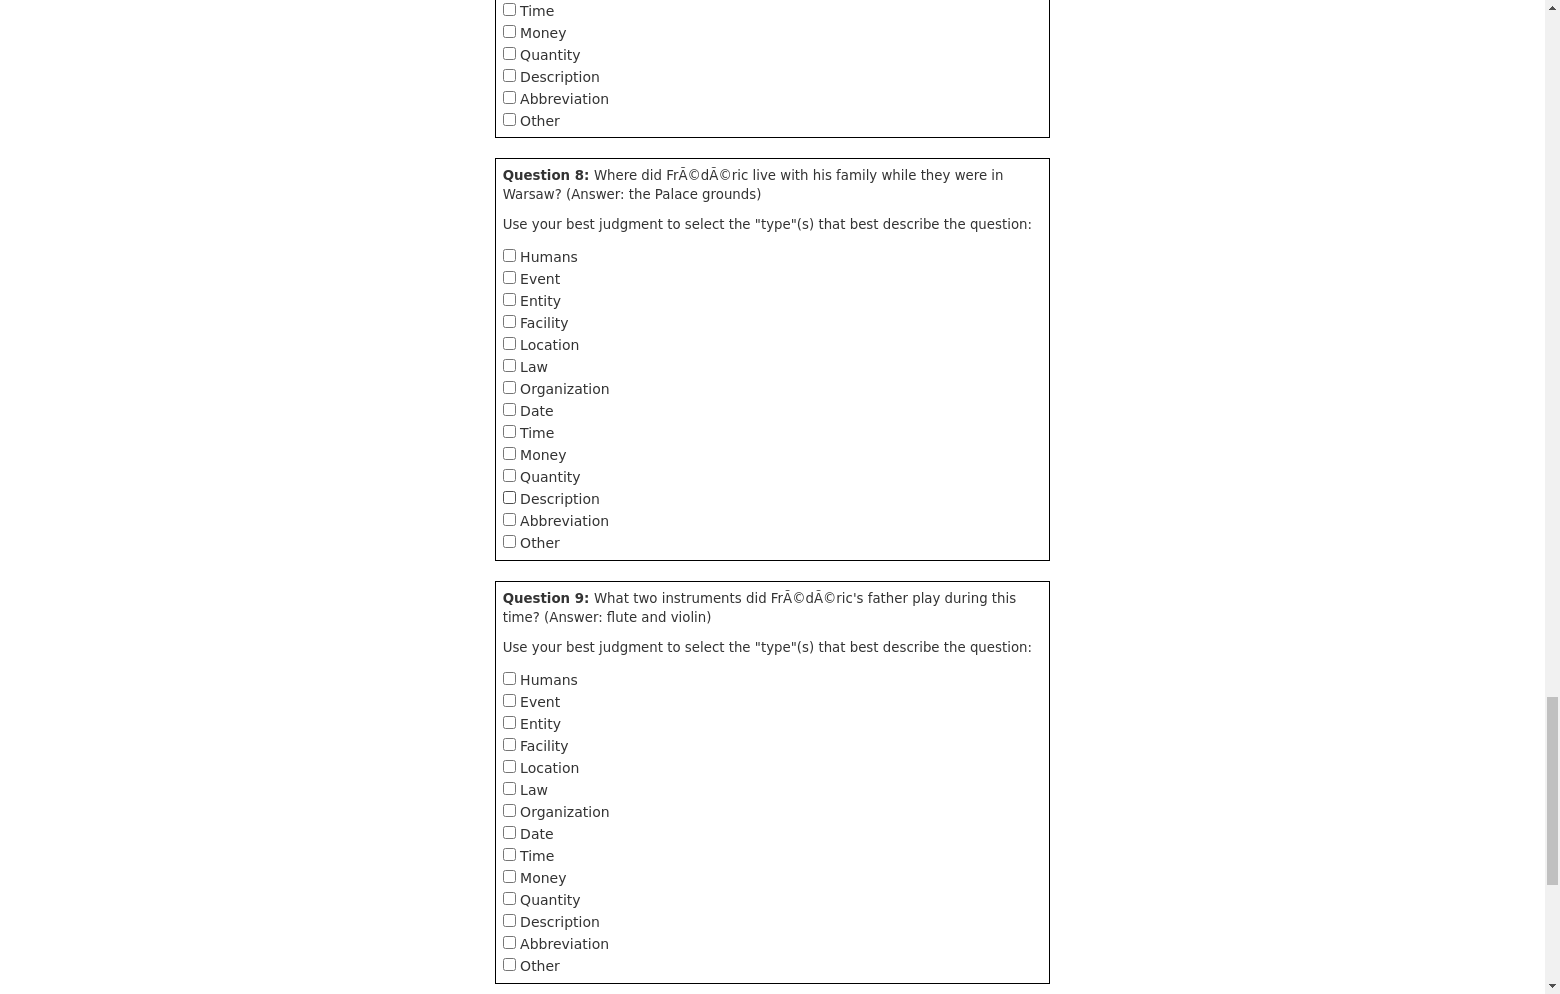 Time
Money
Quantity
Description
Abbreviation
Other
Question 8: Where did FrÃ©dÃ©ric live with his family while they were in
Warsaw? (Answer: the Palace grounds)
Use your best judgment to select the "type"(s) that best describe the question:
Humans
Event
Entity
Facility
Location
Law
Organization
Date
Time
Money
Quantity
Description
Abbreviation
Other
Question 9: What two instruments did FrÃ©dÃ©ric's father play during this
time? (Answer: flute and violin)
Use your best judgment to select the "type"(s) that best describe the question:
Humans
Event
Entity
Facility
Location
Law
Organization
Date
Time
Money
Quantity
Description
Abbreviation
Other